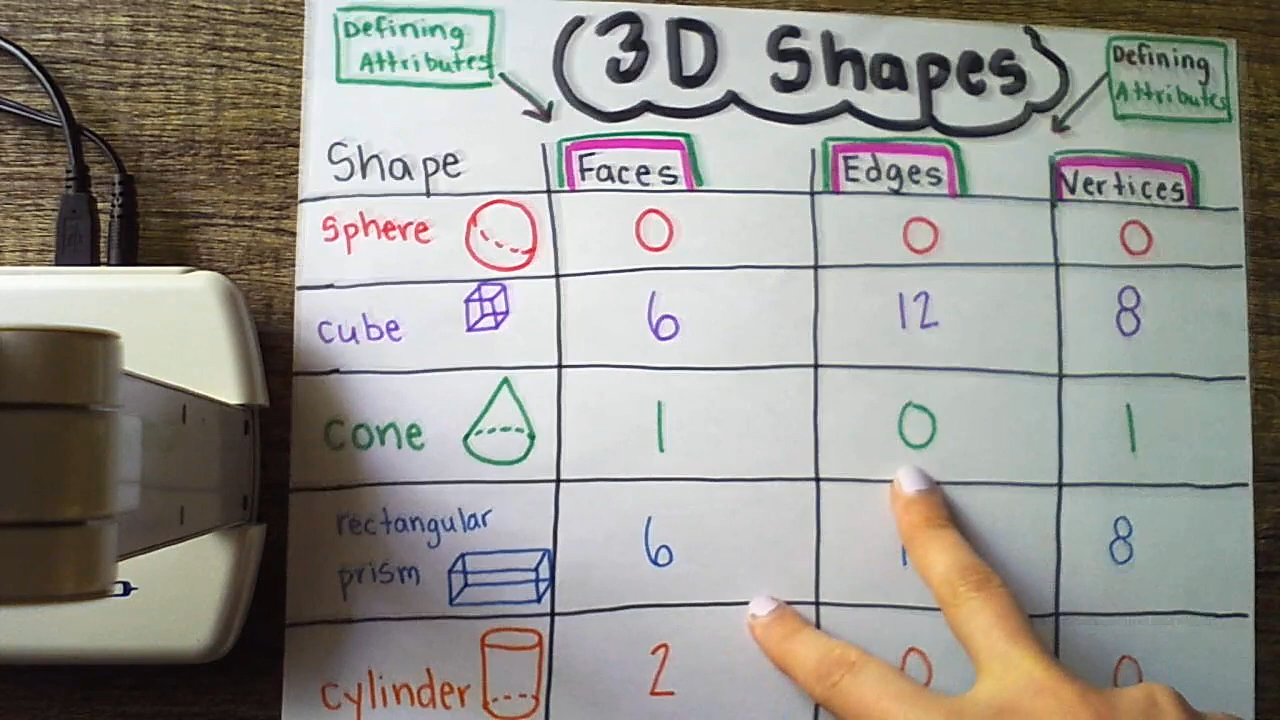 Defining
Attributes
(3D Shapes)
Defining
Attributes
Shape Faces Edges Vertices
sphere 0 0 0
cube 6 12 8
cone 1 0 1
rectangular
prism 6 8
cylinder 2 0 0